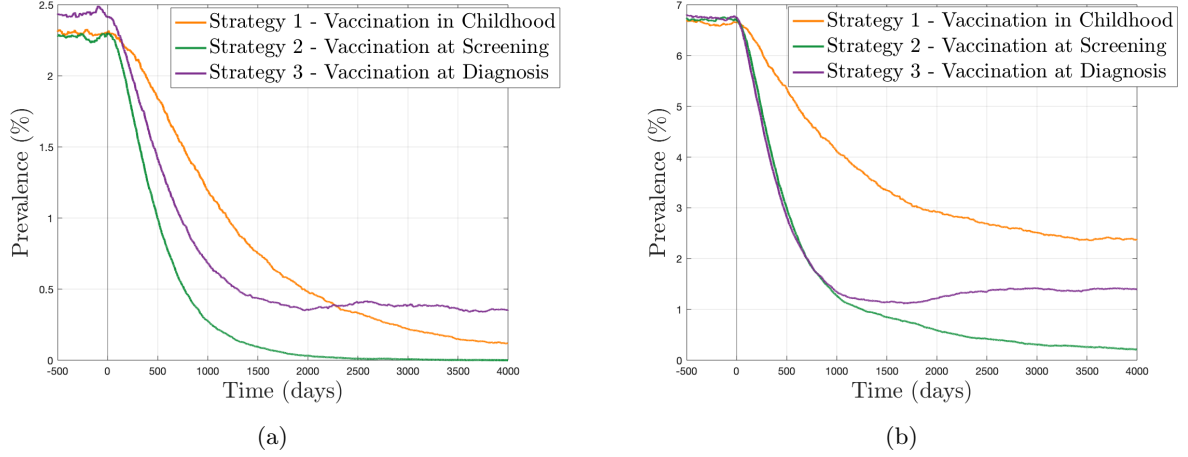 Strategy 1 - Vaccination in Childhood
Strategy 2 - Vaccination at Screening
Strategy 3 - Vaccination at Diagnosis
2.5
2
1.5
1
0.5
0
Prevalence (%)
-500 0 500 1000 1500 2000 2500 3000 3500 4000
Time (days)
(a)
Strategy 1 - Vaccination in Childhood
Strategy 2 - Vaccination at Screening
Strategy 3 - Vaccination at Diagnosis
7
6
5
4
3
2
1
0
Prevalence (%)
-500 0 500 1000 1500 2000 2500 3000 3500 4000
Time (days)
(b)